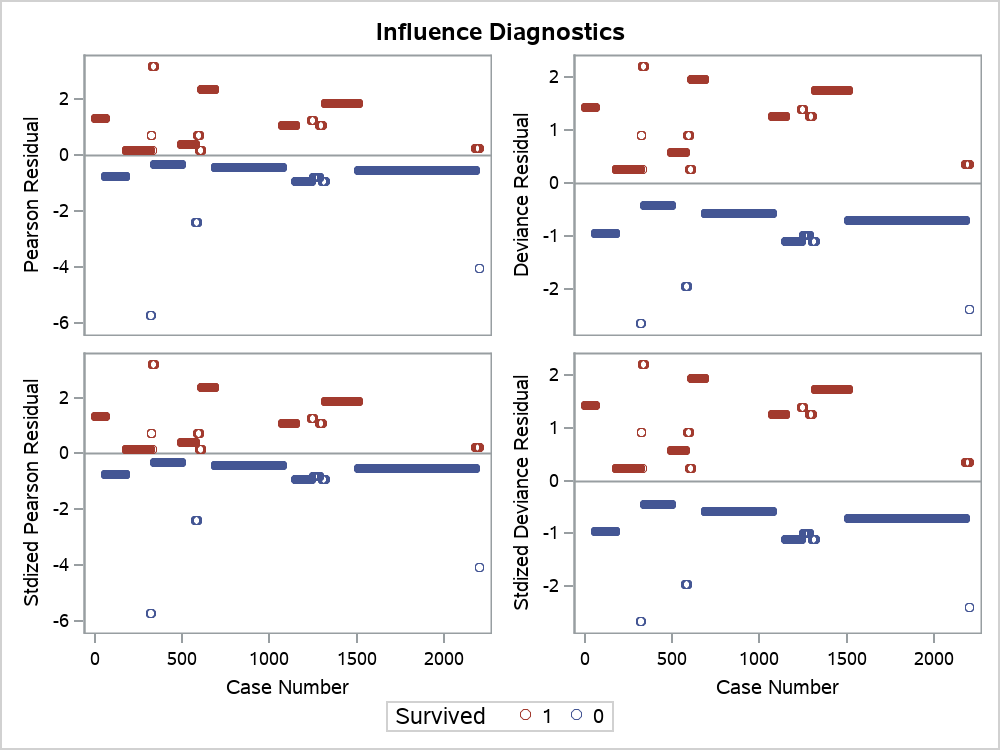 Influence Diagnostics
Pearson Residual
2
0
-2
-4
-6
Deviance Residual
2
1
0
-1
-2
Stdized Pearson Residual
2
0
-2
-4
-6
0 500 1000 1500 2000
Case Number
Stdized Deviance Residual
2
1
0
-1
-2
0 500 1000 1500 2000
Case Number
Survived 1 0